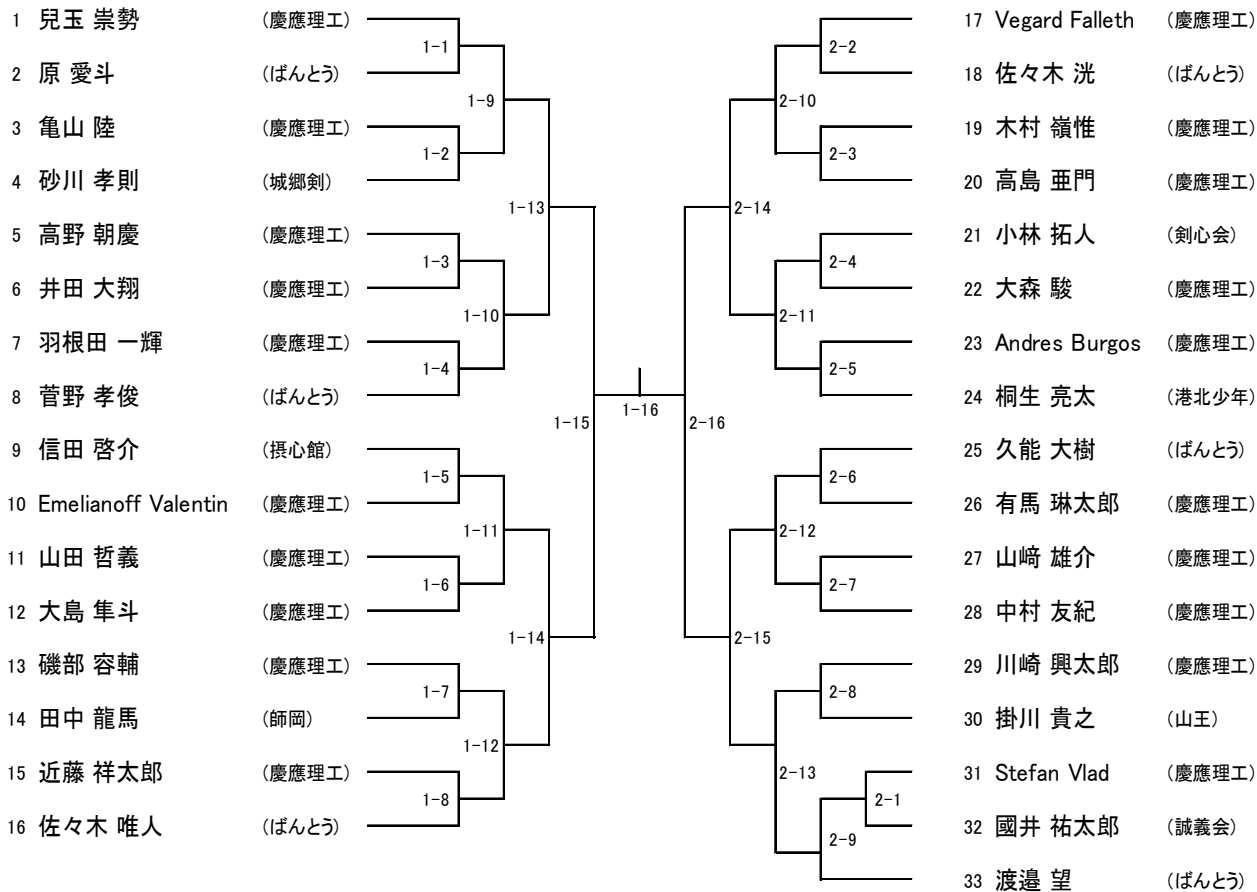 1 兒玉 崇勢 (慶應理工)
2 原 愛斗 (ばんとう)
3 亀山 陸 (慶應理工)
4 砂川 孝則 (城郷剣)
5 高野 朝慶 (慶應理工)
6 井田 大翔 (慶應理工)
7 羽根田 一輝 (慶應理工)
8 菅野 孝俊 (ばんとう)
9 信田 啓介 (摂心館)
10 Emelianoff Valentin (慶應理工)
11 山田 哲義 (慶應理工)
12 大島 隼斗 (慶應理工)
13 磯部 容輔 (慶應理工)
14 田中 龍馬 (師岡)
15 近藤 祥太郎 (慶應理工)
16 佐々木 唯人 (ばんとう)
1-1
1-2
1-3
1-4
1-5
1-6
1-7
1-8
1-9
1-10
1-11
1-12
1-13
1-14
1-15
1-16
2-16
2-14
2-15
2-10
2-11
2-12
2-13
2-2
2-3
2-4
2-5
2-6
2-7
2-8
2-9
2-1
17 Vegard Falleth (慶應理工)
18 佐々木 洸 (ばんとう)
19 木村 嶺惟 (慶應理工)
20 高島 亜門 (慶應理工)
21 小林 拓人 (剣心会)
22 大森 駿 (慶應理工)
23 Andres Burgos (慶應理工)
24 桐生 亮太 (港北少年)
25 久能 大樹 (ばんとう)
26 有馬 琳太郎 (慶應理工)
27 山﨑 雄介 (慶應理工)
28 中村 友紀 (慶應理工)
29 川崎 興太郎 (慶應理工)
30 掛川 貴之 (山王)
31 Stefan Vlad (慶應理工)
32 國井 祐太郎 (誠義会)
33 渡邉 望 (ばんとう)